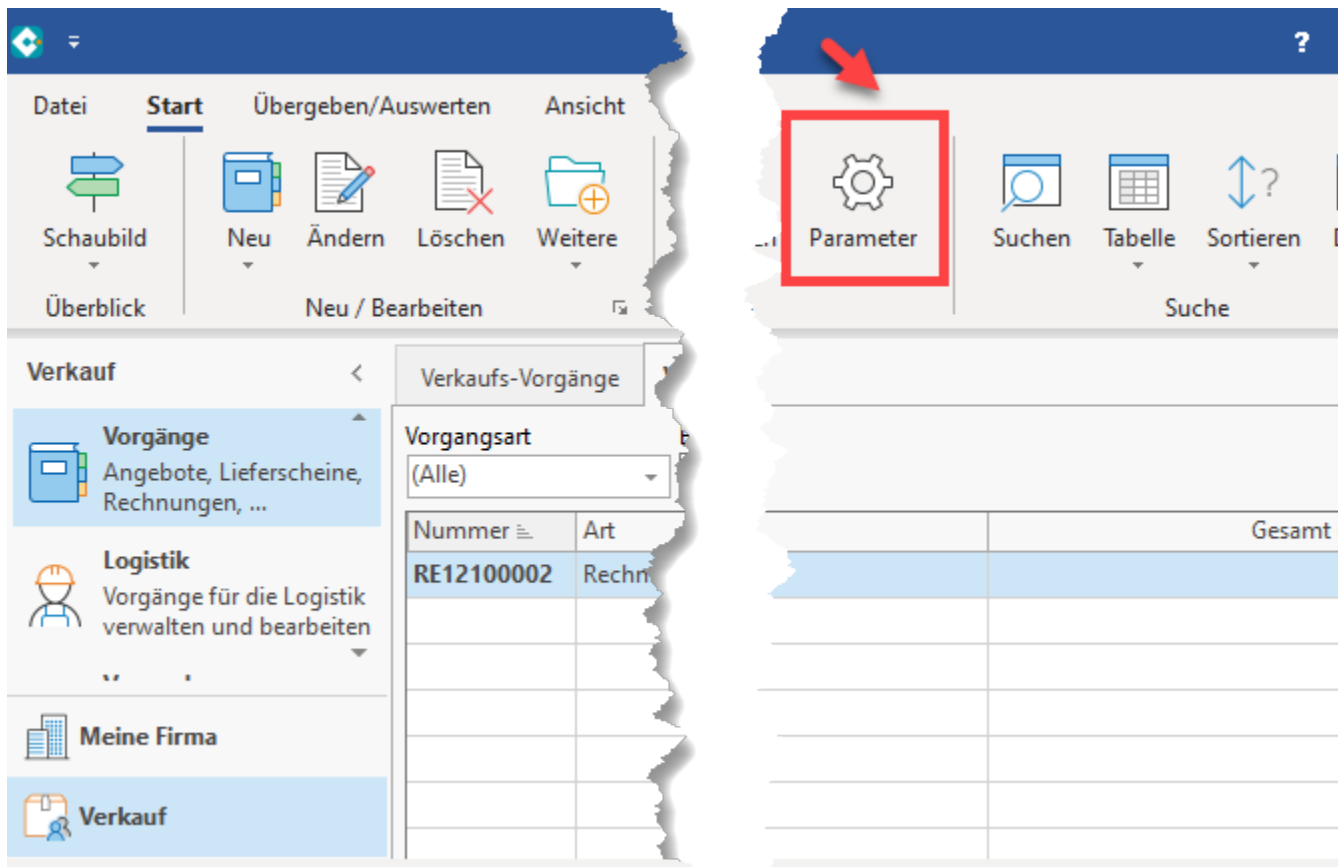 ?
Datei Start Übergeben/Auswerten Ansicht
Schaubild Neu Ändern Löschen Weitere Parameter Suchen Tabelle Sortieren
Überblick Neu / Bearbeiten Suche
Verkauf Verkaufs-Vorgänge
Vorgänge
Angebote, Lieferscheine,
Rechnungen, ...
Vorgangsart
(Alle)
Nummer Art Gesamt
RE12100002 Rechn
Logistik
Vorgänge für die Logistik
verwalten und bearbeiten
Meine Firma
Verkauf